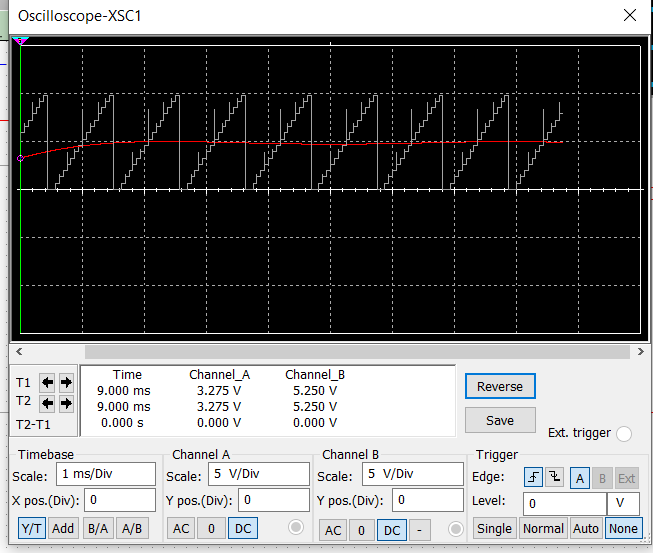 Oscilloscope-XSC1
Time Channel_A Channel_B
T1 9.000 ms 3.275 V 5.250 V
T2 9.000 ms 3.275 V 5.250 V
T2-T1 0.000 s 0.000 V 0.000 V
Reverse
Save
Ext. trigger
Timebase
Scale: 1 ms/Div
X pos.(Div): 0
Y/T Add B/A A/B
Channel A
Scale: 5 V/Div
Y pos.(Div): 0
AC 0 DC
Channel B
Scale: 5 V/Div
Y pos.(Div): 0
AC 0 DC -
Trigger
Edge: A B Ext
Level: 0 V
Single Normal Auto None